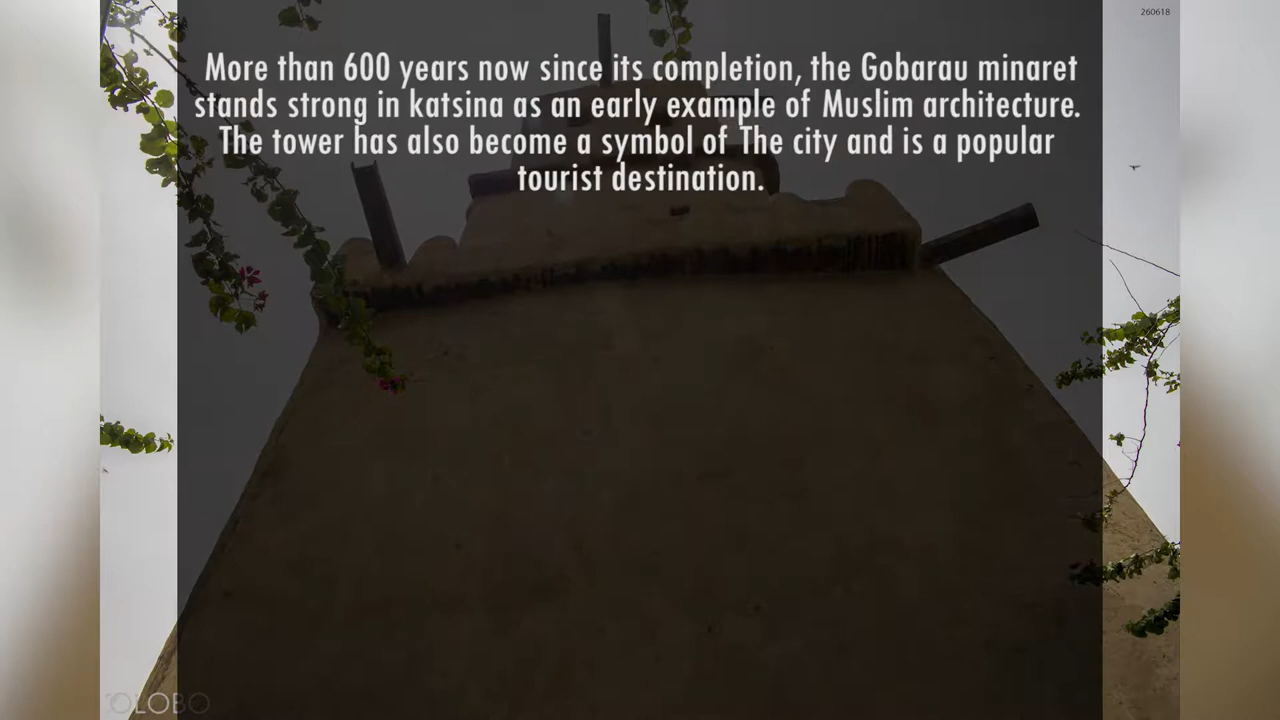 260618
More than 600 years now since its completion, the Gobarau minaret
stands strong in katsina as an early example of Muslim architecture.
The tower has also become a symbol of The city and is a popular
tourist destination.
OLOBO